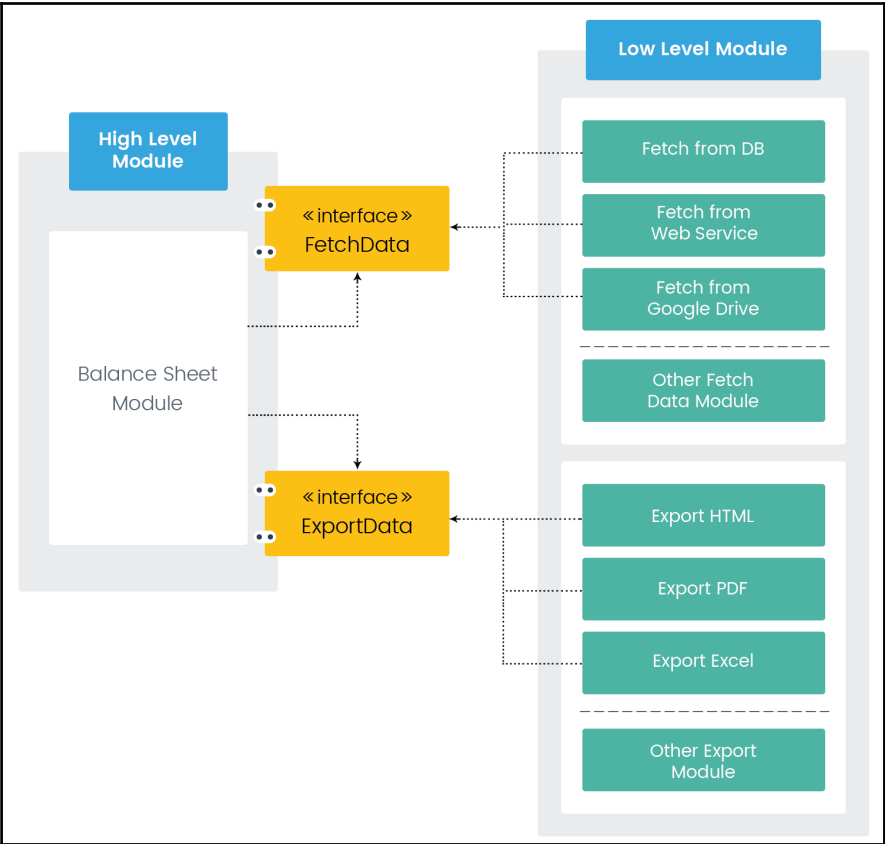 High Level
Module
Balance Sheet
Module
«interface»
FetchData
«interface»
ExportData
Low Level Module
Fetch from DB
Fetch from
Web Service
Fetch from
Google Drive
Other Fetch
Data Module
Export HTML
Export PDF
Export Excel
Other Export
Module